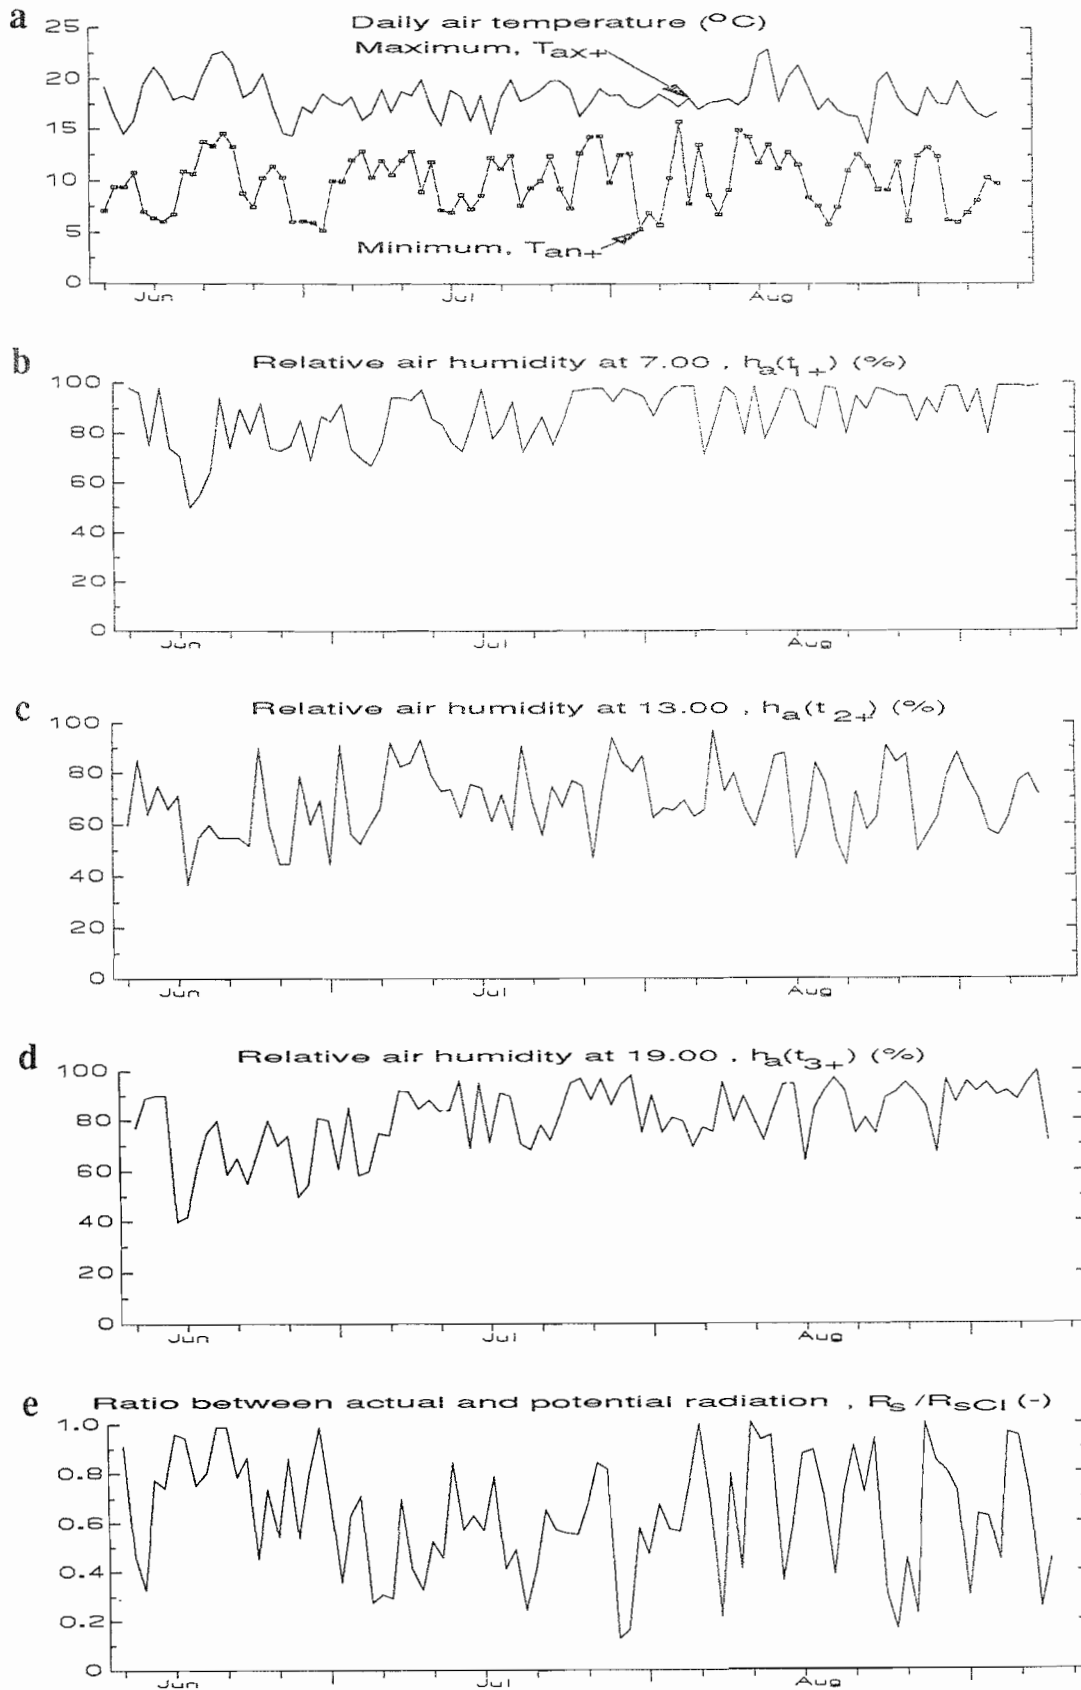 a
Daily air temperature (°C)
Maximum, Tax+
25
20
15
10
5
0
Minimum, Tan+
Jun Jul Aug
b
Relative air humidity at 7.00 , ha(t1+) (%)
100
80
60
40
20
0
Jun Jul Aug
c
Relative air humidity at 13.00 , ha(t2+) (%)
100
80
60
40
20
0
Jun Jul Aug
d
Relative air humidity at 19.00 , ha(t3+) (%)
100
80
60
40
20
0
Jun Jul Aug
e
Ratio between actual and potential radiation , Rs/RsCl (-)
1.0
0.8
0.6
0.4
0.2
0
Jun Jul Aug